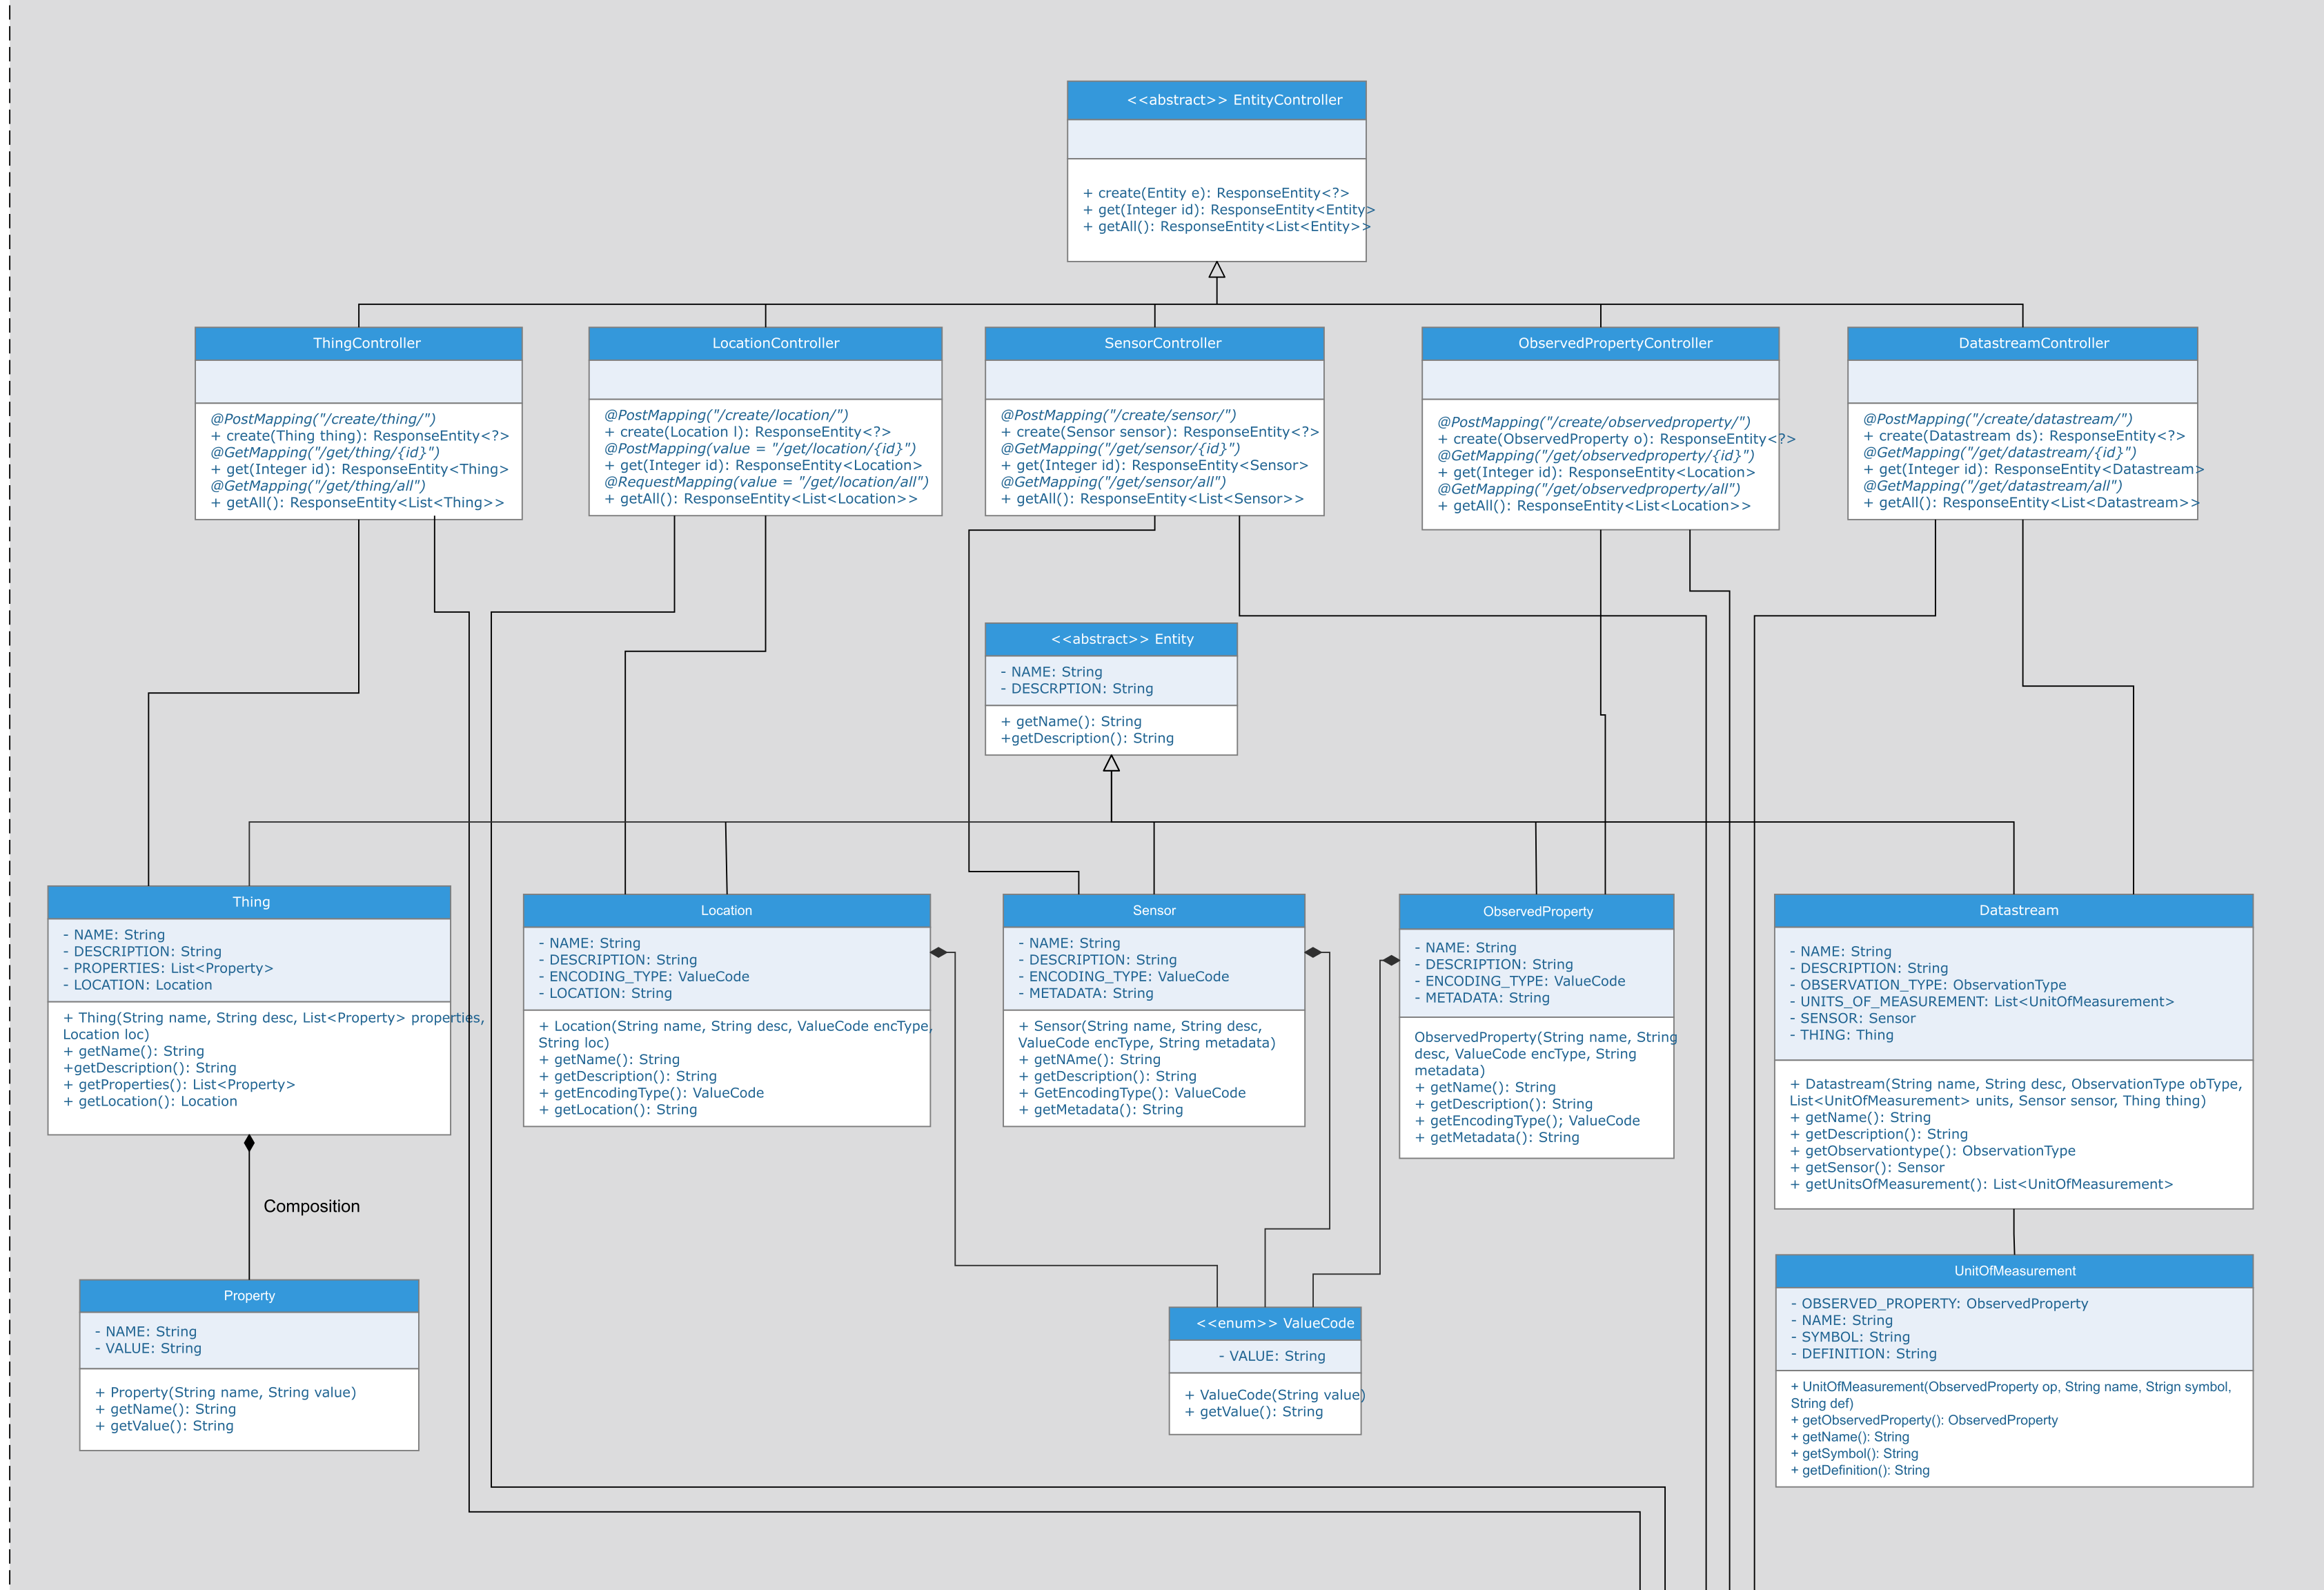 <<abstract>> EntityController
+ create(Entity e): ResponseEntity<?>
+ get(Integer id): ResponseEntity<Entity>
+ getAll(): ResponseEntity<List<Entity>>
ThingController
@PostMapping("/create/thing/")
+ create(Thing thing): ResponseEntity<?>
@GetMapping("/get/thing/{id}")
+ get(Integer id): ResponseEntity<Thing>
@GetMapping("/get/thing/all")
+ getAll(): ResponseEntity<List<Thing>>
LocationController
@PostMapping("/create/location/")
+ create(Location l): ResponseEntity<?>
@PostMapping(value = "/get/location/{id}")
+ get(Integer id): ResponseEntity<Location>
@RequestMapping(value = "/get/location/all")
+ getAll(): ResponseEntity<List<Location>>
SensorController
@PostMapping("/create/sensor/")
+ create(Sensor sensor): ResponseEntity<?>
@GetMapping("/get/sensor/{id}")
+ get(Integer id): ResponseEntity<Sensor>
@GetMapping("/get/sensor/all")
+ getAll(): ResponseEntity<List<Sensor>>
ObservedPropertyController
@PostMapping("/create/observedproperty/")
+ create(ObservedProperty o): ResponseEntity<?>
@GetMapping("/get/observedproperty/{id}")
+ get(Integer id): ResponseEntity<Location>
@GetMapping("/get/observedproperty/all")
+ getAll(): ResponseEntity<List<Location>>
DatastreamController
@PostMapping("/create/datastream/")
+ create(Datastream ds): ResponseEntity<?>
@GetMapping("/get/datastream/{id}")
+ get(Integer id): ResponseEntity<Datastream>
@GetMapping("/get/datastream/all")
+ getAll(): ResponseEntity<List<Datastream>>
<<abstract>> Entity
- NAME: String
- DESCRPTION: String
+ getName(): String
+getDescription(): String
Thing
- NAME: String
- DESCRIPTION: String
- PROPERTIES: List<Property>
- LOCATION: Location
+ Thing(String name, String desc, List<Property> properties,
Location loc)
+ getName(): String
+getDescription(): String
+ getProperties(): List<Property>
+ getLocation(): Location
Location
- NAME: String
- DESCRIPTION: String
- ENCODING_TYPE: ValueCode
- LOCATION: String
+ Location(String name, String desc, ValueCode encType,
String loc)
+ getName(): String
+ getDescription(): String
+ getEncodingType(): ValueCode
+ getLocation(): String
Sensor
- NAME: String
- DESCRIPTION: String
- ENCODING_TYPE: ValueCode
- METADATA: String
+ Sensor(String name, String desc,
ValueCode encType, String metadata)
+ getNAme(): String
+ getDescription(): String
+ GetEncodingType(): ValueCode
+ getMetadata(): String
ObservedProperty
- NAME: String
- DESCRIPTION: String
- ENCODING_TYPE: ValueCode
- METADATA: String
ObservedProperty(String name, String
desc, ValueCode encType, String
metadata)
+ getName(): String
+ getDescription(): String
+ getEncodingType(); ValueCode
+ getMetadata(): String
Datastream
- NAME: String
- DESCRIPTION: String
- OBSERVATION_TYPE: ObservationType
- UNITS_OF_MEASUREMENT: List<UnitOfMeasurement>
- SENSOR: Sensor
- THING: Thing
+ Datastream(String name, String desc, ObservationType obType,
List<UnitOfMeasurement> units, Sensor sensor, Thing thing)
+ getName(): String
+ getDescription(): String
+ getObservationtype(): ObservationType
+ getSensor(): Sensor
+ getUnitsOfMeasurement(): List<UnitOfMeasurement>
Composition
Property
- NAME: String
- VALUE: String
+ Property(String name, String value)
+ getName(): String
+ getValue(): String
<<enum>> ValueCode
- VALUE: String
+ ValueCode(String value)
+ getValue(): String
UnitOfMeasurement
- OBSERVED_PROPERTY: ObservedProperty
- NAME: String
- SYMBOL: String
- DEFINITION: String
+ UnitOfMeasurement(ObservedProperty op, String name, Strign symbol,
String def)
+ getObservedProperty(): ObservedProperty
+ getName(): String
+ getSymbol(): String
+ getDefinition(): String